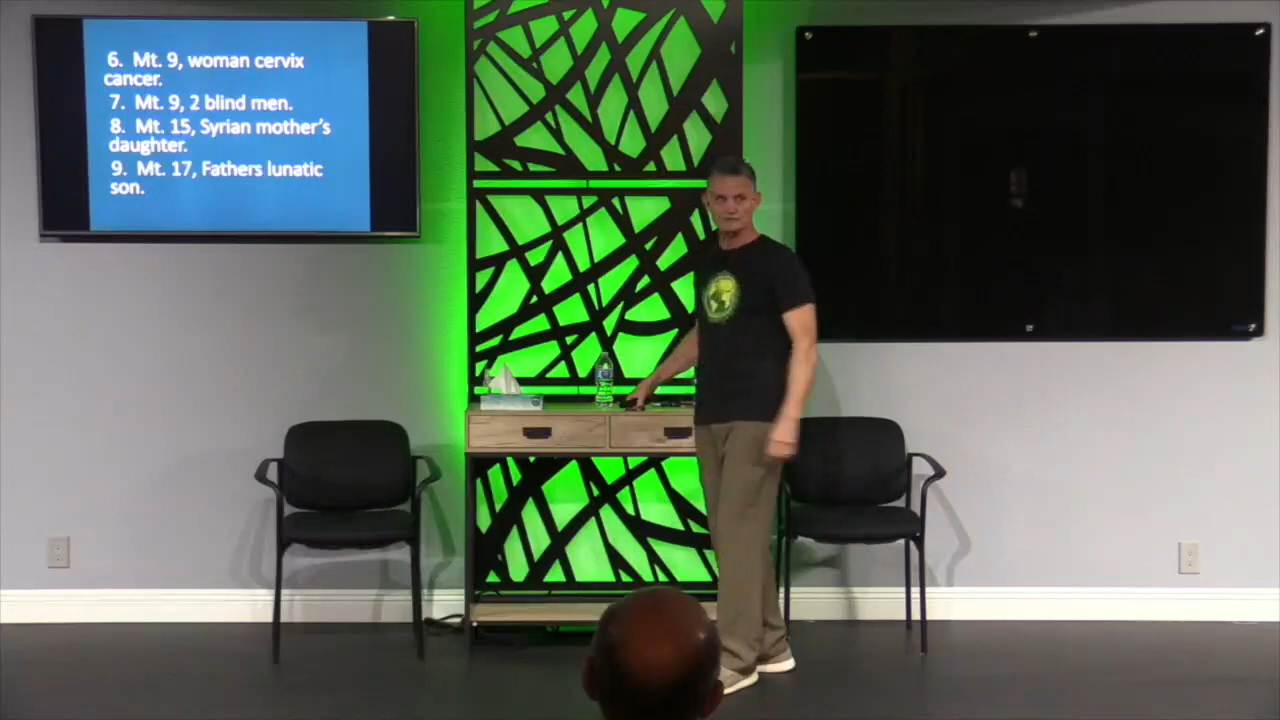 6. Mt. 9, woman cervix
cancer.
7. Mt. 9, 2 blind men.
8. Mt. 15, Syrian mother's
daughter.
9. Mt. 17, Fathers lunatic
son.